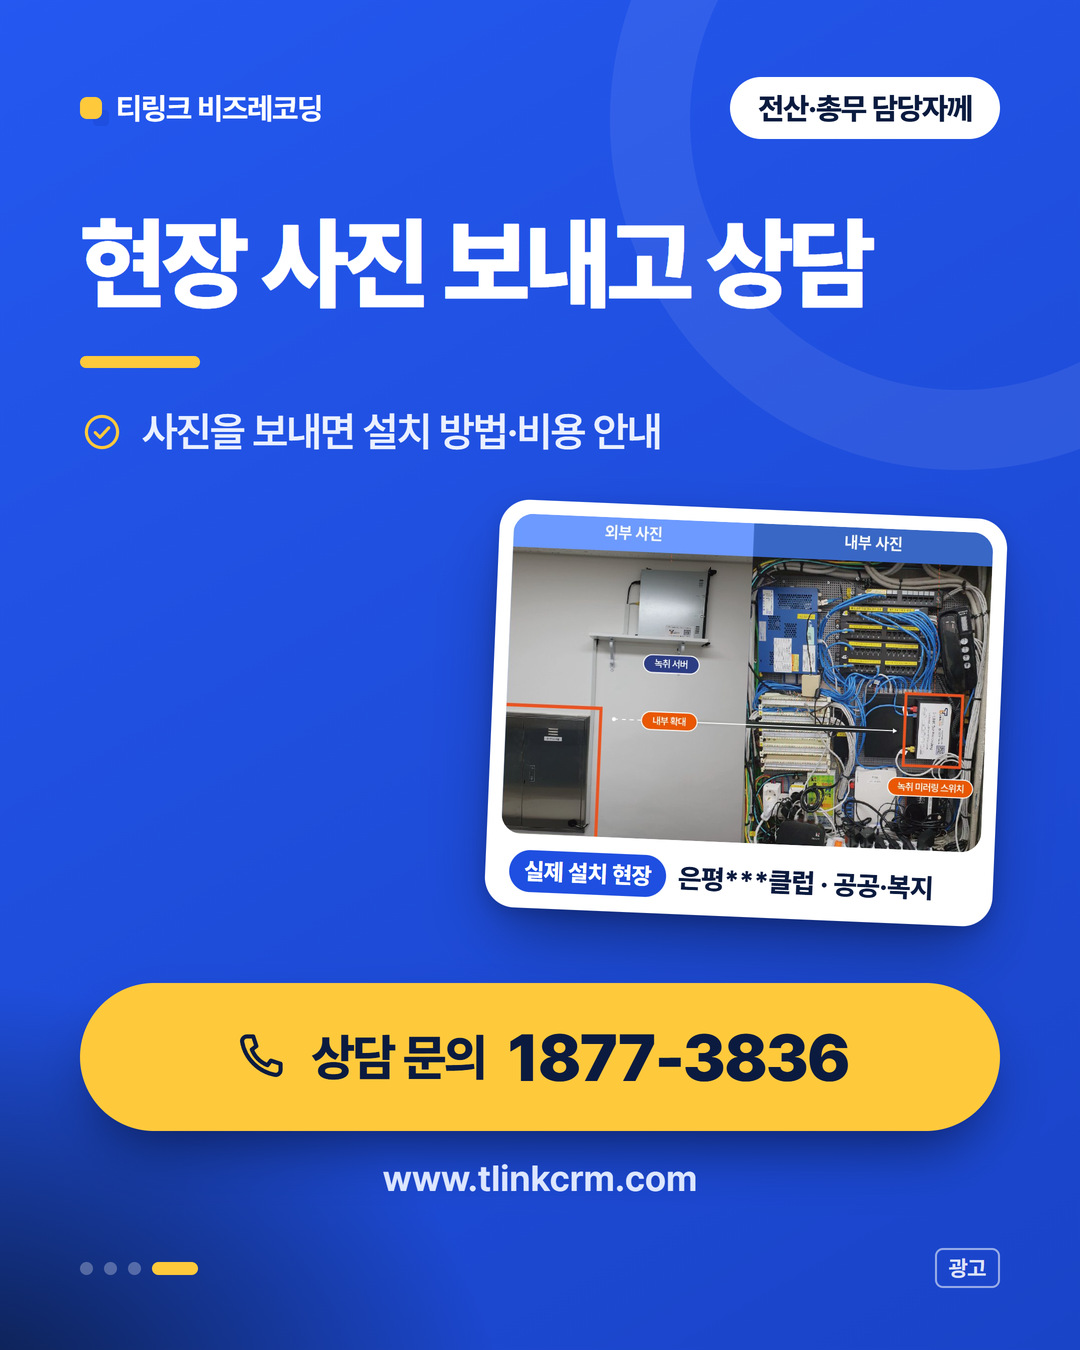 티링크 비즈레코딩
전산·총무 담당자께
현장 사진 보내고 상담
사진을 보내면 설치 방법·비용 안내
외부 사진
내부 사진
녹취 서버
내부 확대
녹취 미러링 스위치
실제 설치 현장
은평***클럽 · 공공·복지
상담 문의 1877-3836
www.tlinkcrm.com
광고